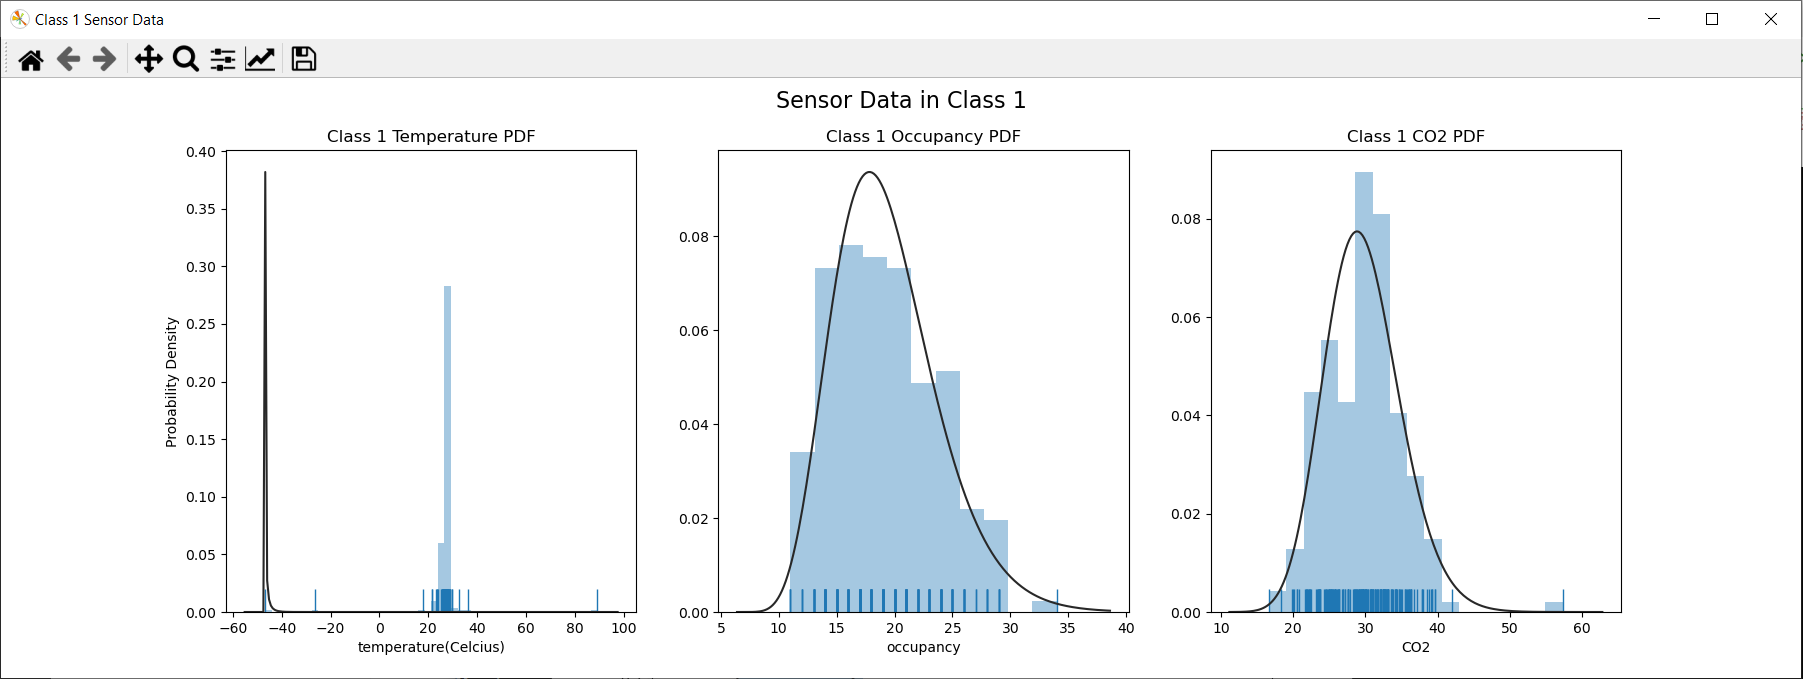 Class 1 Sensor Data
Sensor Data in Class 1
Class 1 Temperature PDF
0.40
0.35
0.30
0.25
0.20
0.15
0.10
0.05
0.00
Probability Density
−60 −40 −20 0 20 40 60 80 100
temperature(Celcius)
Class 1 Occupancy PDF
0.08
0.06
0.04
0.02
0.00
5 10 15 20 25 30 35 40
occupancy
Class 1 CO2 PDF
0.08
0.06
0.04
0.02
0.00
10 20 30 40 50 60
CO2